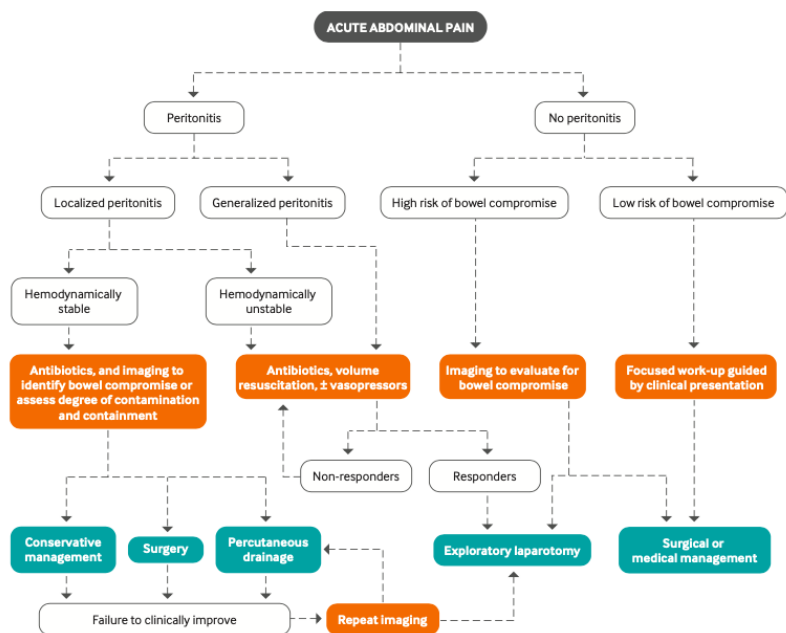 ACUTE ABDOMINAL PAIN
Peritonitis
No peritonitis
Localized peritonitis
Generalized peritonitis
High risk of bowel compromise
Low risk of bowel compromise
Hemodynamically
stable
Hemodynamically
unstable
Antibiotics, and imaging to
identify bowel compromise or
assess degree of contamination
and containment
Antibiotics, volume
resuscitation, ± vasopressors
Imaging to evaluate for
bowel compromise
Focused work-up guided
by clinical presentation
Non-responders
Responders
Conservative
management
Surgery
Percutaneous
drainage
Exploratory laparotomy
Surgical or
medical management
Failure to clinically improve
Repeat imaging